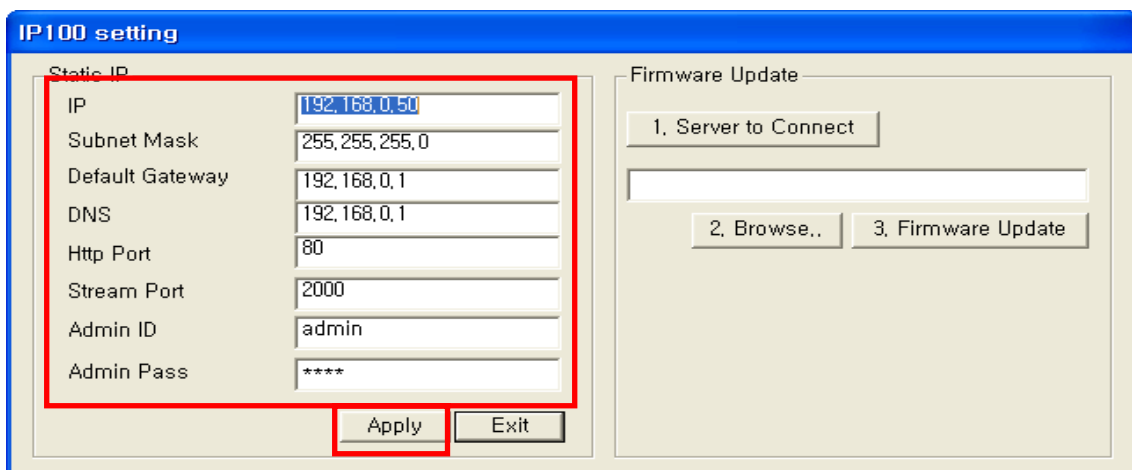 IP100 setting
Static IP
IP 192,168,0,50
Subnet Mask 255,255,255,0
Default Gateway 192,168,0,1
DNS 192,168,0,1
Http Port 80
Stream Port 2000
Admin ID admin
Admin Pass ****
Apply Exit
Firmware Update
1, Server to Connect
2, Browse,, 3, Firmware Update